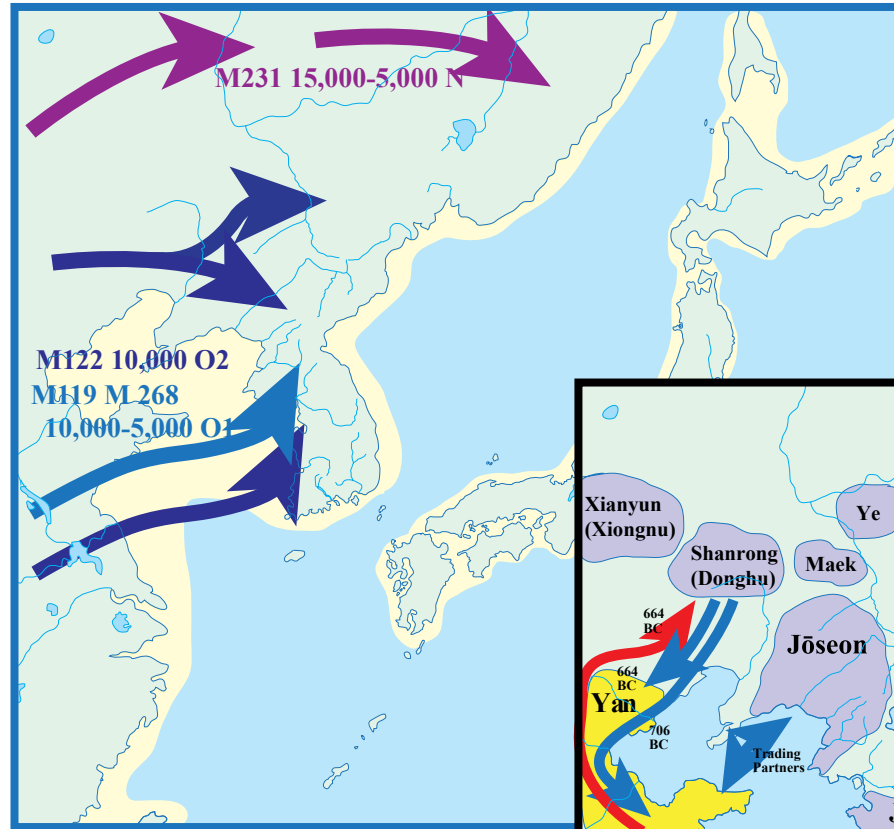 M231 15,000-5,000 N
M122 10,000 O2
M119 M 268
10,000-5,000 O1
Xianyun
(Xiongnu)
Ye
Shanrong
(Donghu)
Maek
664
BC
Jōseon
664
BC
Yan
706
BC
Trading
Partners